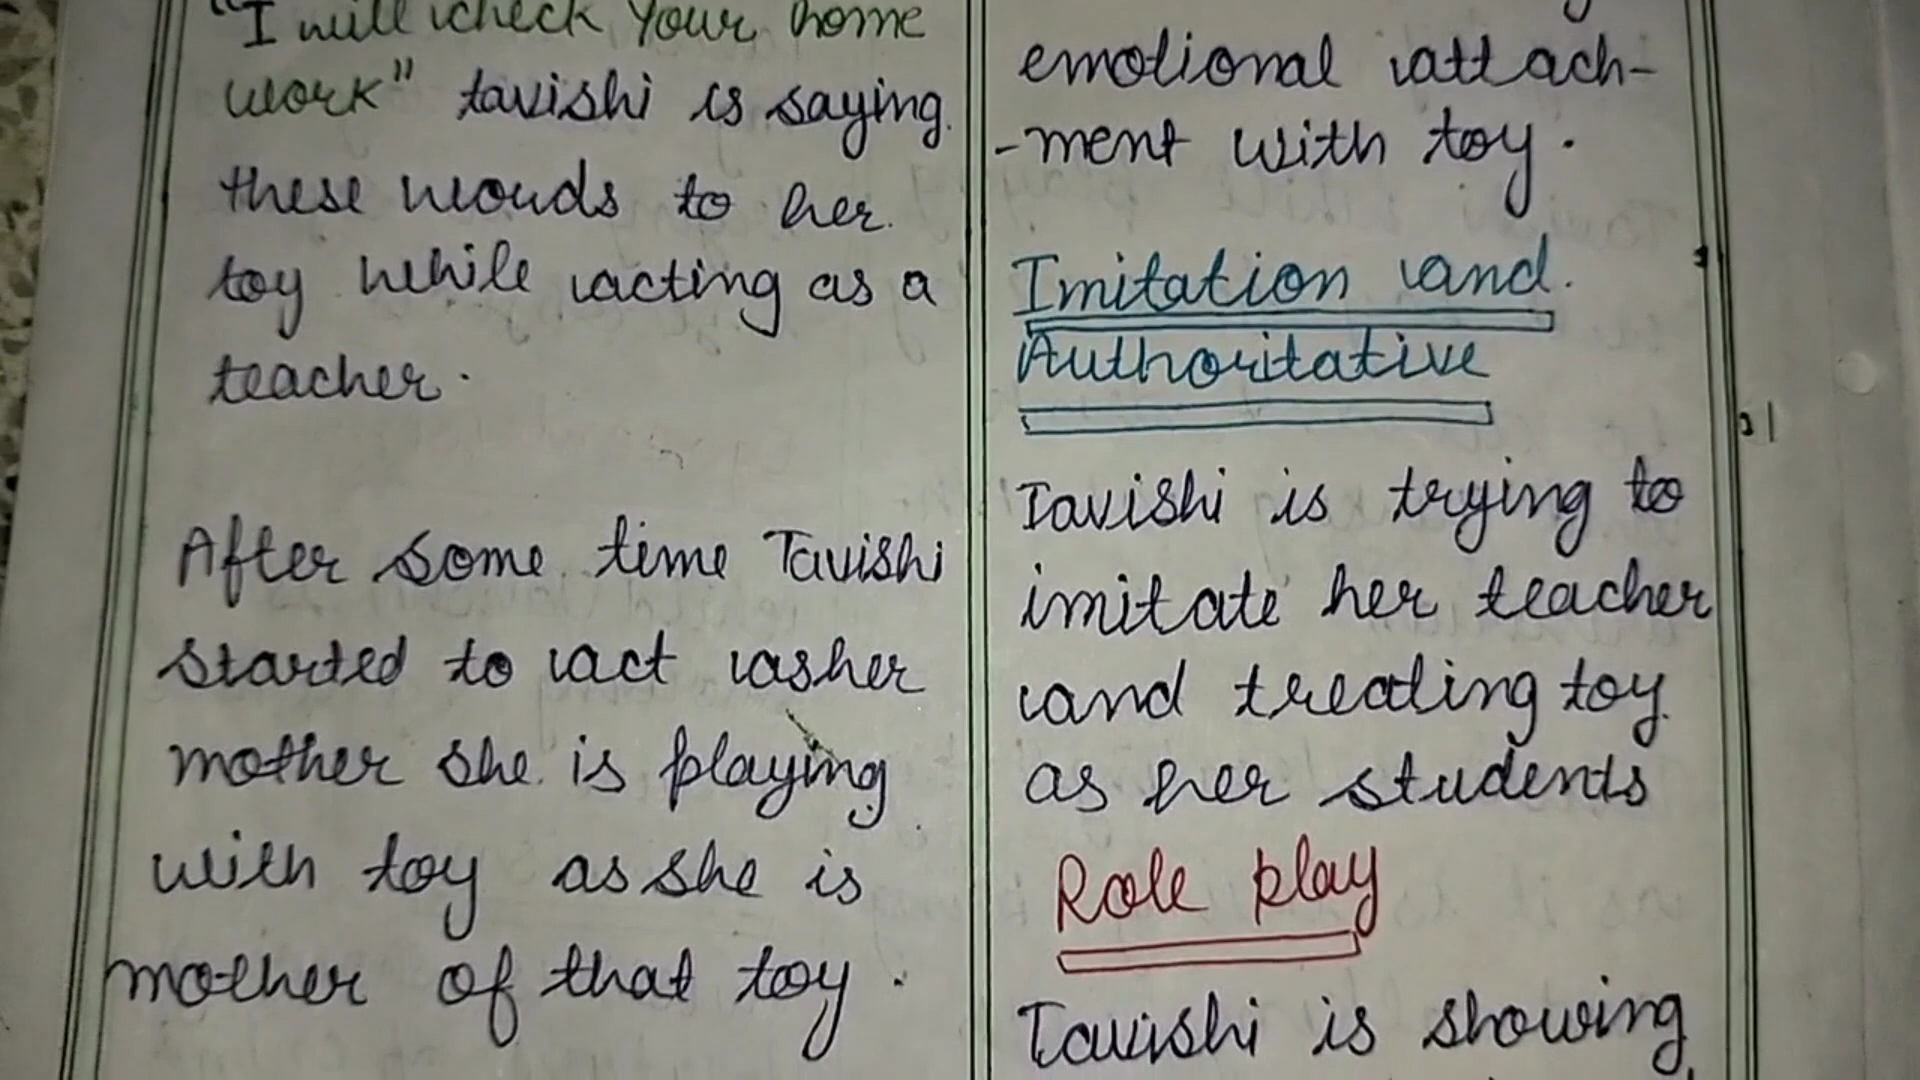 "I will check your home
work" tavishi is saying
these words to her
toy while acting as a
teacher.
After some time Tavishi
started to act as her
mother she is playing
with toy as she is
mother of that toy.
emotional attach-
-ment with toy.
Imitation and
Authoritative
Tavishi is trying to
imitate her teacher
and treating toy
as her students
Role play
Tavishi is showing